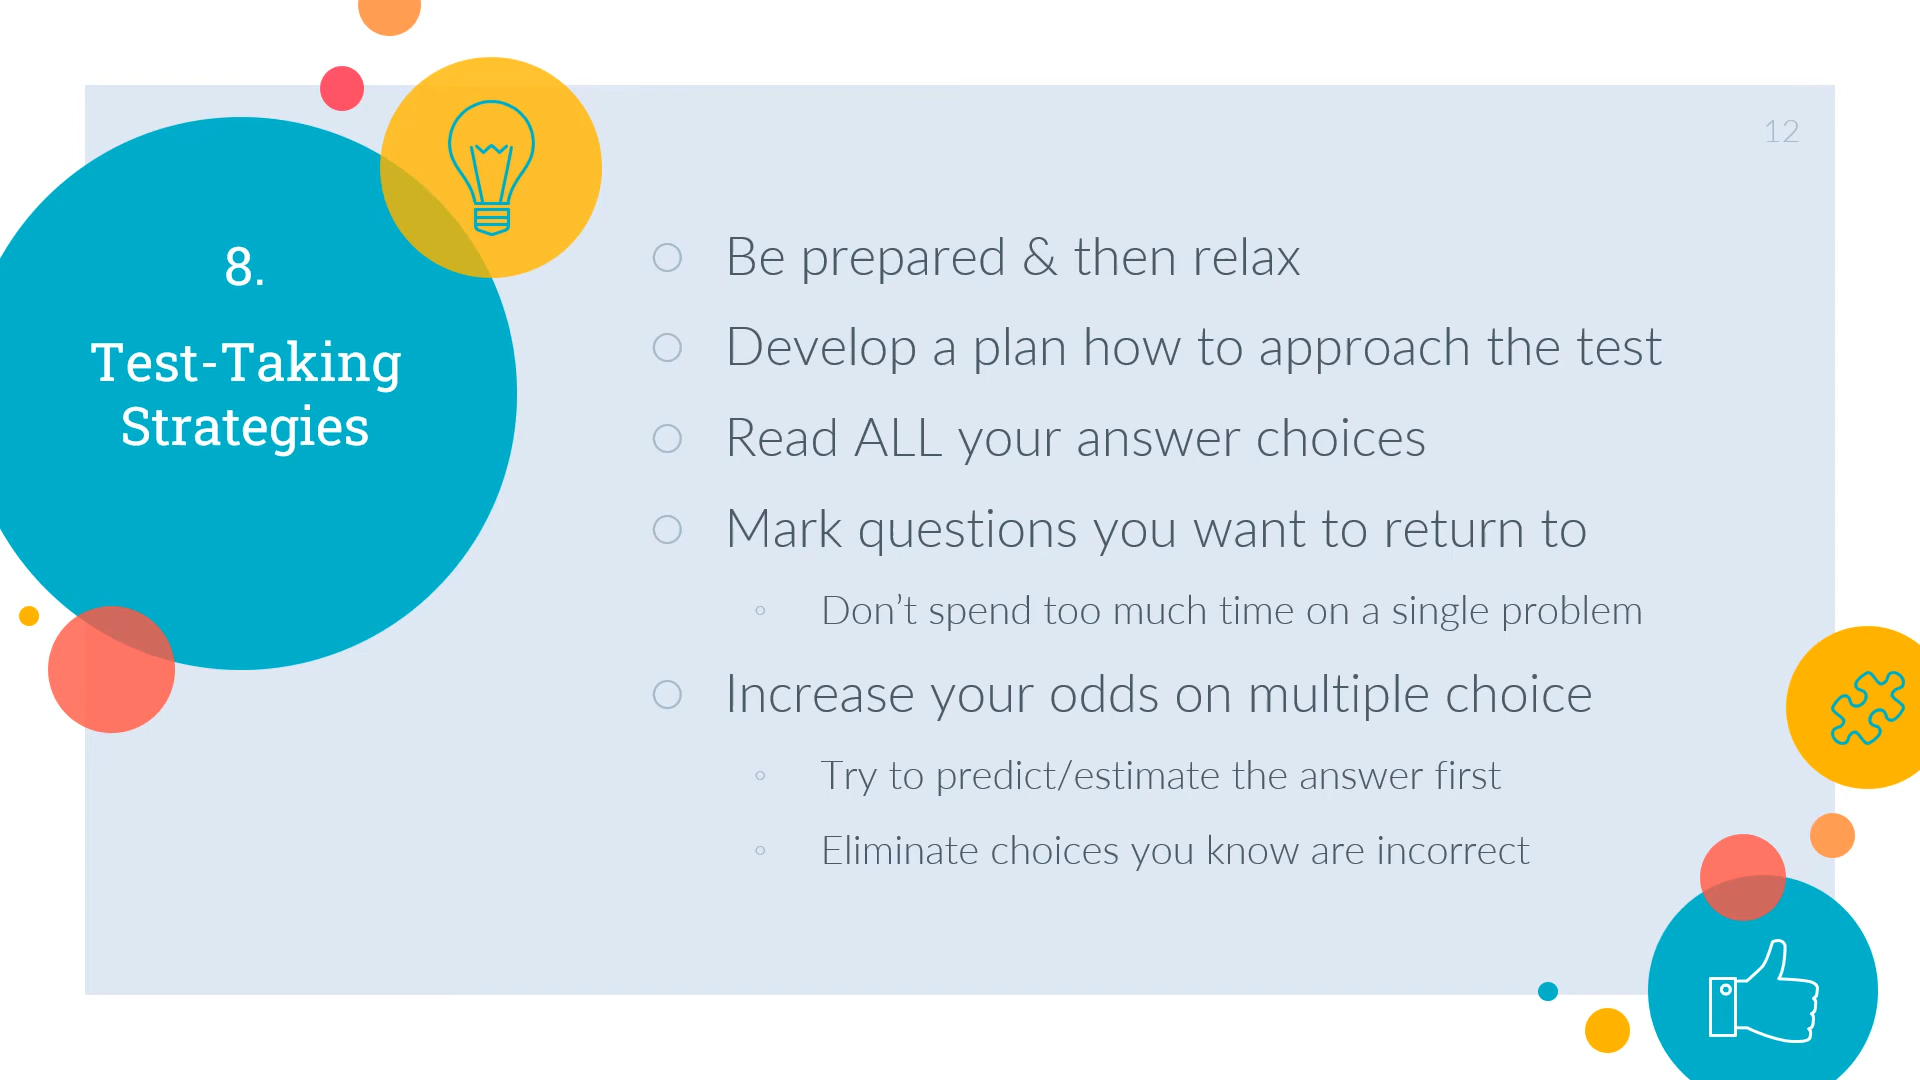 8.
Test-Taking
Strategies
12
Be prepared & then relax
Develop a plan how to approach the test
Read ALL your answer choices
Mark questions you want to return to
Don’t spend too much time on a single problem
Increase your odds on multiple choice
Try to predict/estimate the answer first
Eliminate choices you know are incorrect